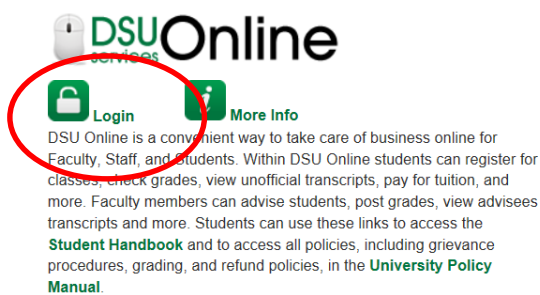 DSU Online
services
Login More Info
DSU Online is a convenient way to take care of business online for
Faculty, Staff, and Students. Within DSU Online students can register for
classes, check grades, view unofficial transcripts, pay for tuition, and
more. Faculty members can advise students, post grades, view advisees
transcripts and more. Students can use these links to access the
Student Handbook and to access all policies, including grievance
procedures, grading, and refund policies, in the University Policy
Manual.